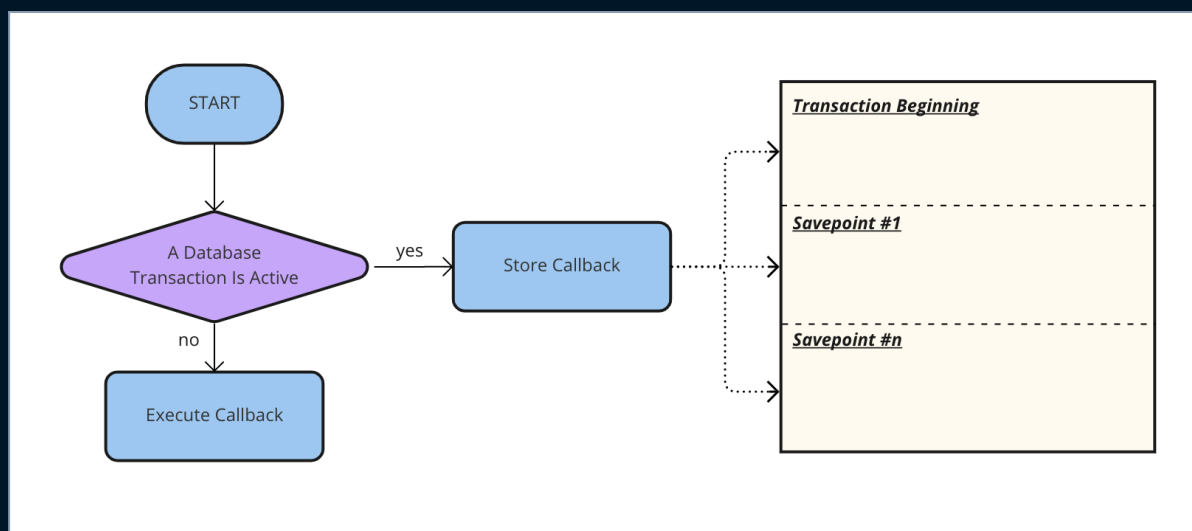 START
A Database
Transaction Is Active
yes
no
Execute Callback
Store Callback
Transaction Beginning
Savepoint #1
Savepoint #n